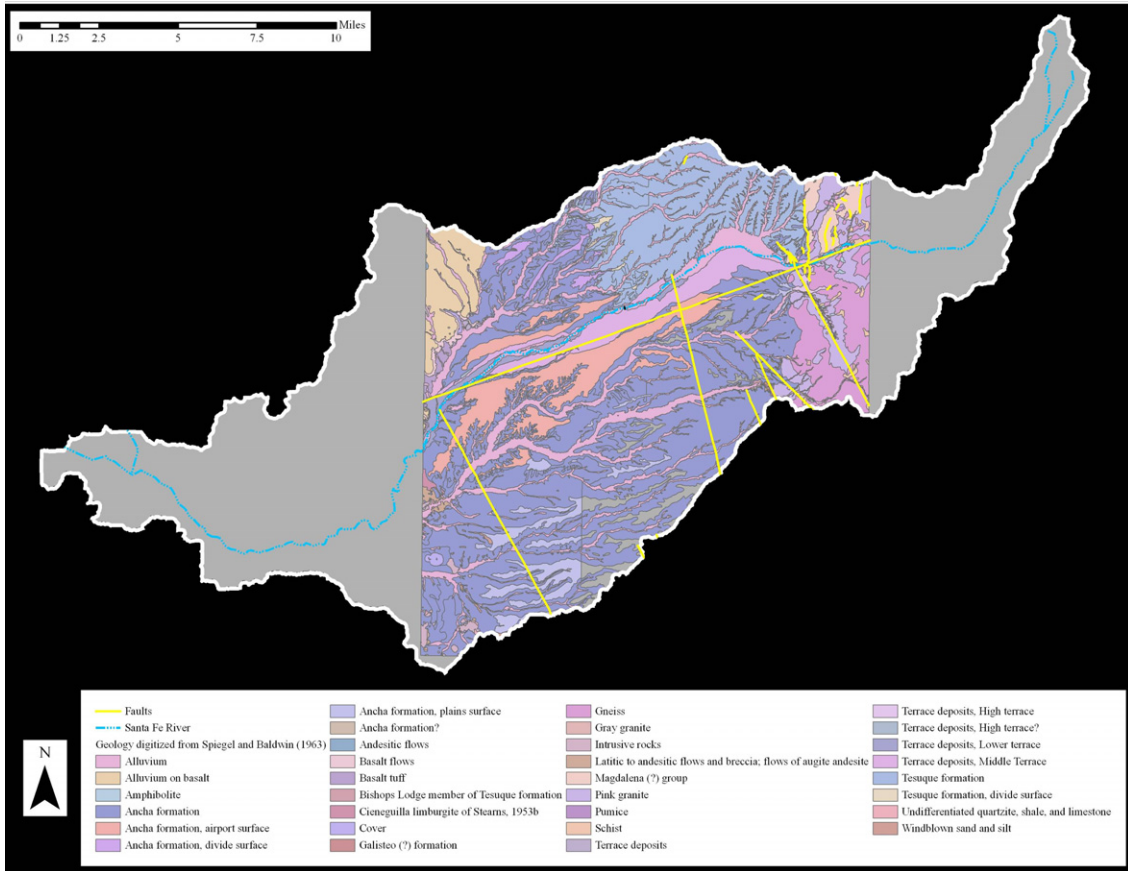 Miles
0 1.25 2.5 5 7.5 10
N
Faults
Santa Fe River
Geology digitized from Spiegel and Baldwin (1963)
Alluvium
Alluvium on basalt
Amphibolite
Ancha formation
Ancha formation, airport surface
Ancha formation, divide surface
Ancha formation, plains surface
Ancha formation?
Andesitic flows
Basalt flows
Basalt tuff
Bishops Lodge member of Tesuque formation
Cieneguilla limburgite of Stearns, 1953b
Cover
Galisteo (?) formation
Gneiss
Gray granite
Intrusive rocks
Latitic to andesitic flows and breccia; flows of augite andesite
Magdalena (?) group
Pink granite
Pumice
Schist
Terrace deposits
Terrace deposits, High terrace
Terrace deposits, High terrace?
Terrace deposits, Lower terrace
Terrace deposits, Middle Terrace
Tesuque formation
Tesuque formation, divide surface
Undifferentiated quartzite, shale, and limestone
Windblown sand and silt